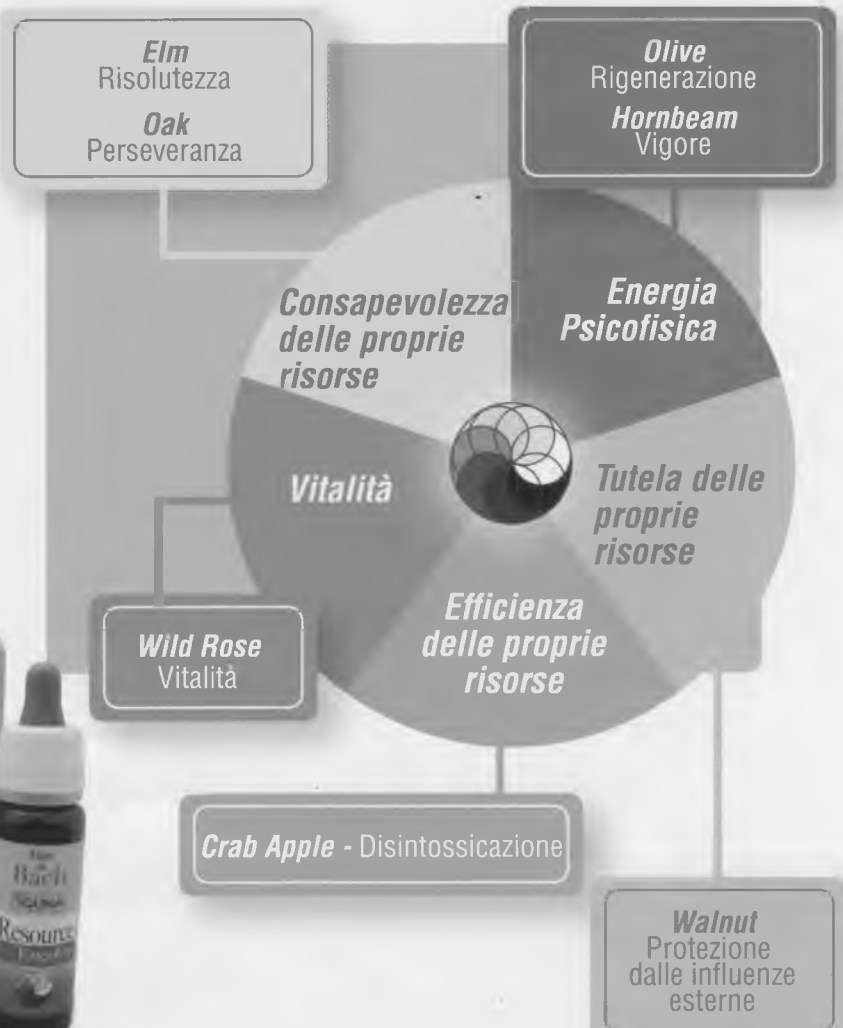 Elm
Risolutezza
Oak
Perseveranza
Olive
Rigenerazione
Hornbeam
Vigore
Consapevolezza
delle proprie
risorse
Energia
Psicofisica
Vitalità
Tutela delle
proprie
risorse
Efficienza
delle proprie
risorse
Wild Rose
Vitalità
Crab Apple - Disintossicazione
Walnut
Protezione
dalle influenze
esterne
Bach
Resource